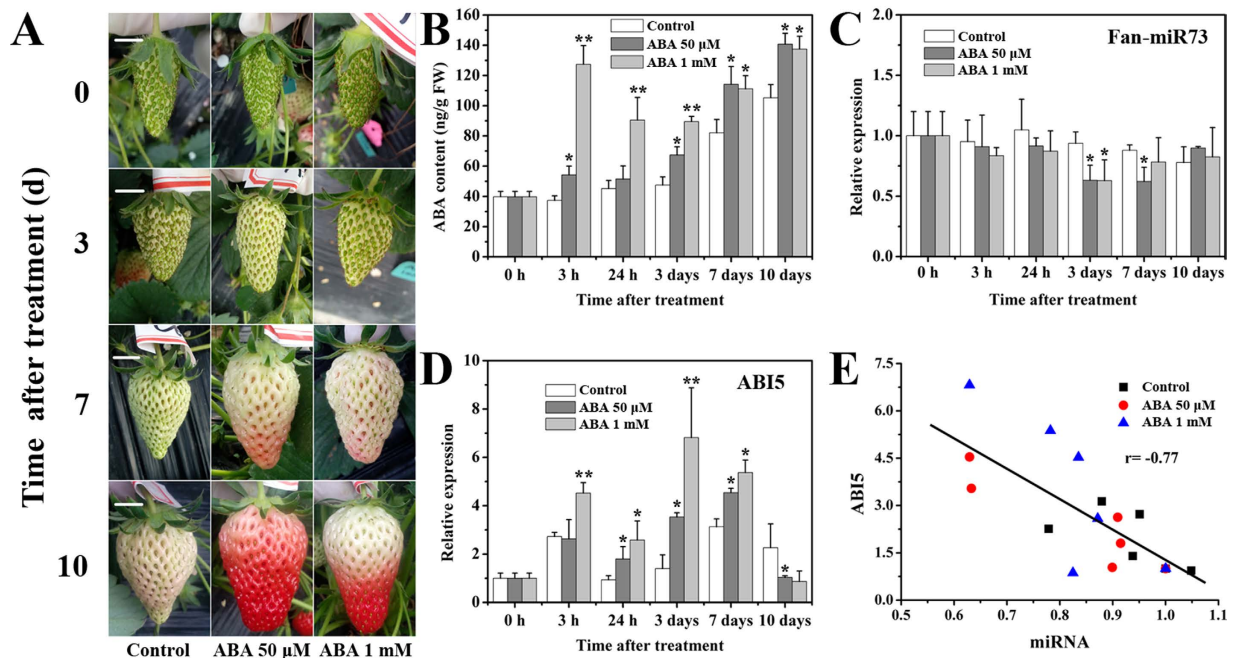 A
Time after treatment (d)
0
3
7
10
Control
ABA 50 μM
ABA 1 mM
B
ABA content (ng/g FW)
160
140
120
100
80
60
40
20
0
Control
ABA 50 μM
ABA 1 mM
*
**
**
*
**
*
*
*
*
0 h
3 h
24 h
3 days
7 days
10 days
Time after treatment
C
Fan-miR73
Relative expression
2.0
1.5
1.0
0.5
0.0
Control
ABA 50 μM
ABA 1 mM
*
*
*
0 h
3 h
24 h
3 days
7 days
10 days
Time after treatment
D
ABI5
Relative expression
10
8
6
4
2
0
Control
ABA 50 μM
ABA 1 mM
**
*
*
*
**
*
*
*
0 h
3 h
24 h
3 days
7 days
10 days
Time after treatment
E
ABI5
7.5
6.0
4.5
3.0
1.5
0.0
Control
ABA 50 μM
ABA 1 mM
r= -0.77
0.5
0.6
0.7
0.8
0.9
1.0
1.1
miRNA